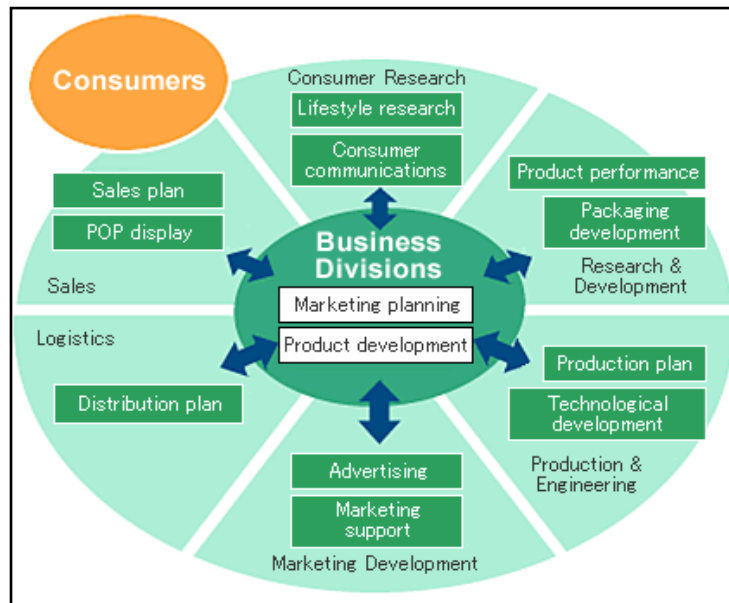 Consumers
Consumer Research
Lifestyle research
Consumer
communications
Product performance
Packaging
development
Research &
Development
Sales plan
POP display
Sales
Business
Divisions
Marketing planning
Product development
Logistics
Distribution plan
Production plan
Technological
development
Production &
Engineering
Advertising
Marketing
support
Marketing Development